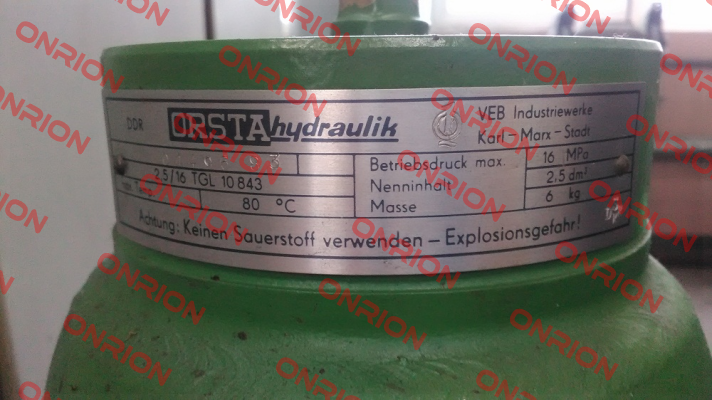 DDR ORSTA hydraulik
VEB Industriewerke
Karl-Marx-Stadt
2,5/16 TGL 10 843
Temp. 80 °C
Betriebsdruck max. 16 MPa
Nenninhalt 2.5 dm³
Masse 6 kg
Achtung: Keinen Sauerstoff verwenden – Explosionsgefahr!
ONRION